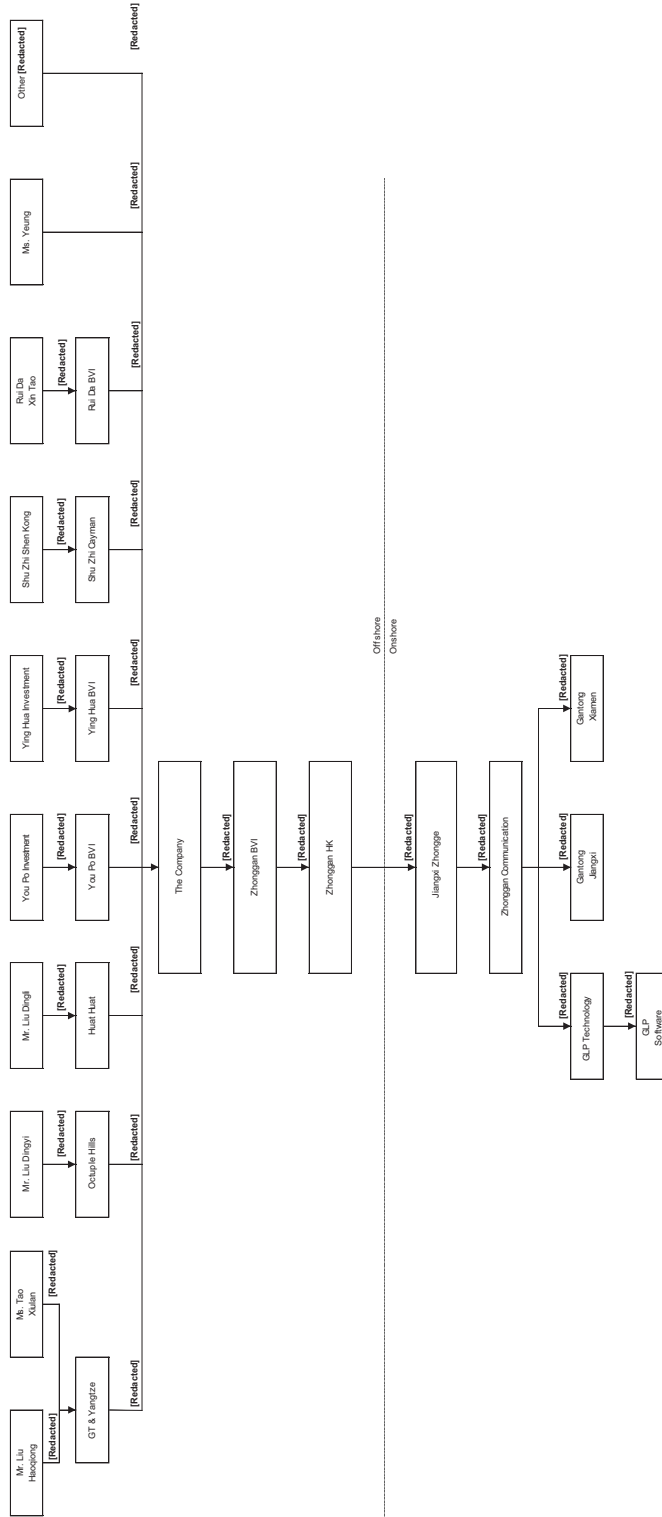 Mr. Liu
Haoqiong
Ms. Tao
Xiulan
Mr. Liu Dingyi
Mr. Liu Dingli
You Po Investment
Ying Hua Investment
Shu Zhi Shen Kong
Rui Da
Xin Tao
Ms. Yeung
Other [Redacted]
[Redacted]
[Redacted]
[Redacted]
[Redacted]
[Redacted]
[Redacted]
[Redacted]
[Redacted]
GT & Yangtze
Octuple Hills
Huat Huat
You Po BVI
Ying Hua BVI
Shu Zhi Cayman
Rui Da BVI
[Redacted]
[Redacted]
[Redacted]
[Redacted]
[Redacted]
[Redacted]
[Redacted]
[Redacted]
[Redacted]
The Company
[Redacted]
Zhonggan BVI
[Redacted]
Zhonggan HK
Offshore
Onshore
[Redacted]
Jiangxi Zhongge
[Redacted]
Zhonggan Communication
[Redacted]
[Redacted]
[Redacted]
GLP Technology
Gantong
Jiangxi
Gantong
Xiamen
[Redacted]
GLP
Software